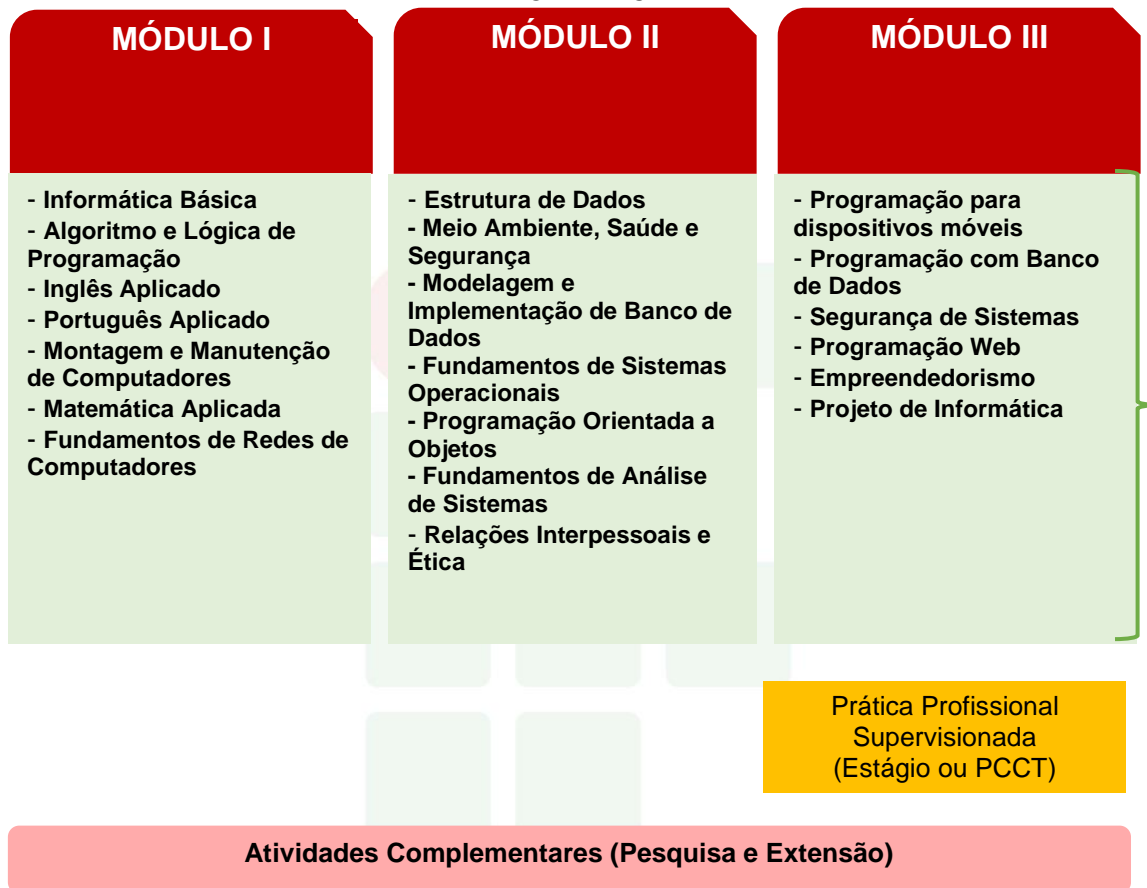 MÓDULO I
- Informática Básica
- Algoritmo e Lógica de
Programação
- Inglês Aplicado
- Português Aplicado
- Montagem e Manutenção
de Computadores
- Matemática Aplicada
- Fundamentos de Redes de
Computadores
MÓDULO II
- Estrutura de Dados
- Meio Ambiente, Saúde e
Segurança
- Modelagem e
Implementação de Banco de
Dados
- Fundamentos de Sistemas
Operacionais
- Programação Orientada a
Objetos
- Fundamentos de Análise
de Sistemas
- Relações Interpessoais e
Ética
MÓDULO III
- Programação para
dispositivos móveis
- Programação com Banco
de Dados
- Segurança de Sistemas
- Programação Web
- Empreendedorismo
- Projeto de Informática
Prática Profissional
Supervisionada
(Estágio ou PCCT)
Atividades Complementares (Pesquisa e Extensão)